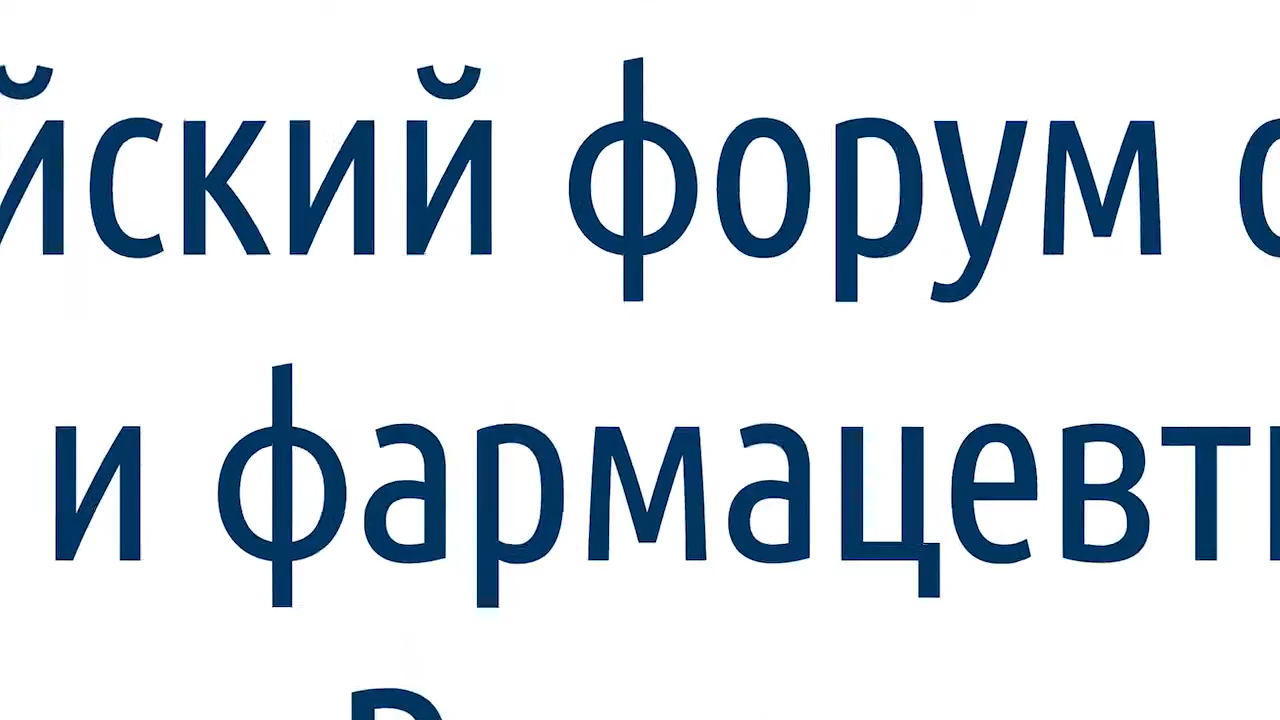 йский форум
и фармацевт